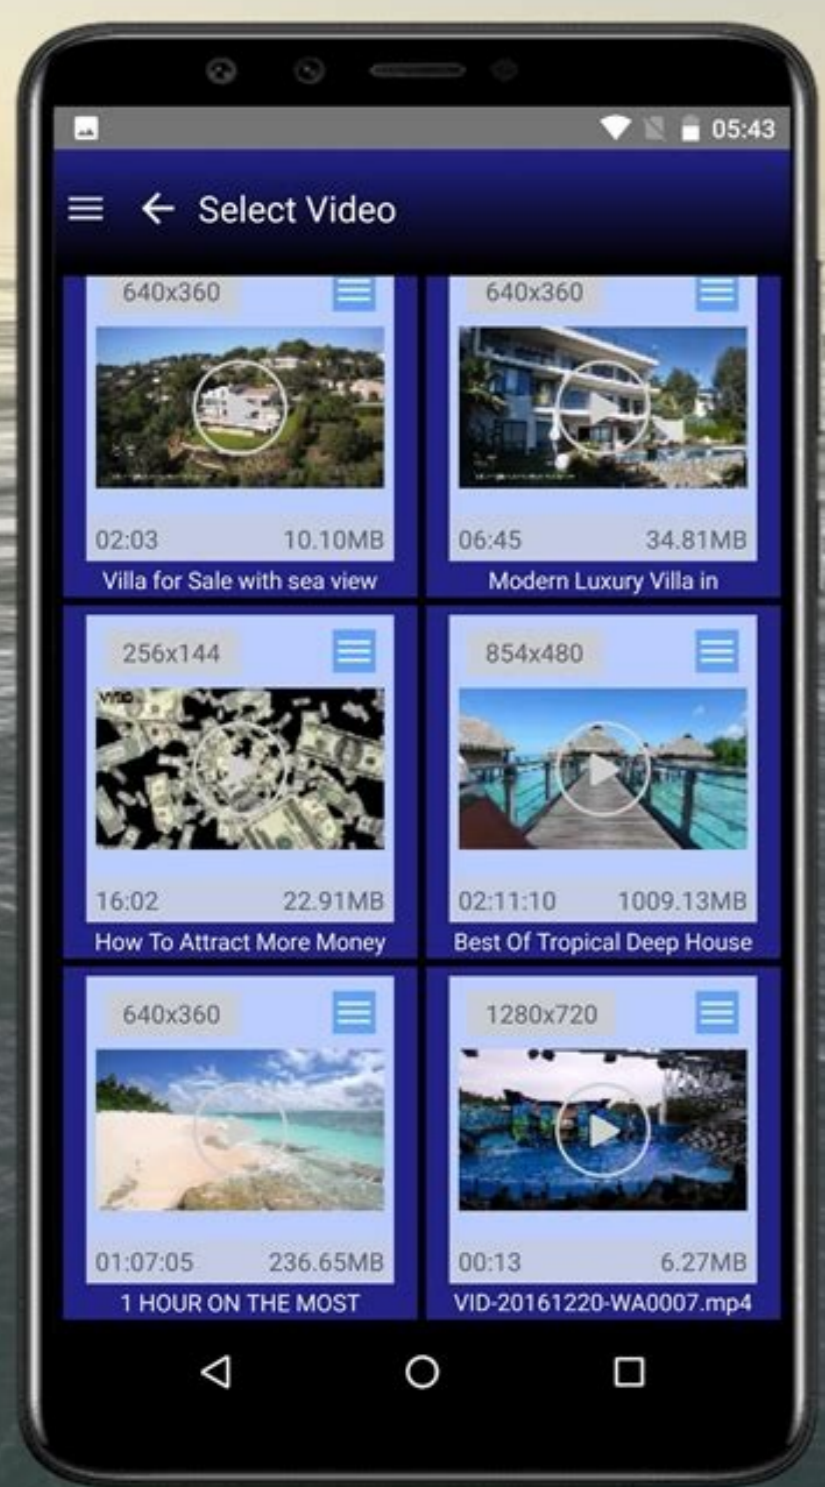 05:43
Select Video
640x360
640x360
02:03 10.10MB
06:45 34.81MB
Villa for Sale with sea view
Modern Luxury Villa in
256x144
854x480
16:02 22.91MB
02:11:10 1009.13MB
How To Attract More Money
Best Of Tropical Deep House
640x360
1280x720
01:07:05 236.65MB
00:13 6.27MB
1 HOUR ON THE MOST
VID-20161220-WA0007.mp4